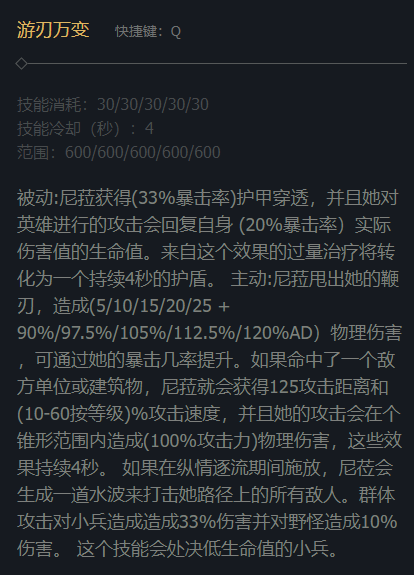 游刃万变 快捷键：Q
技能消耗：30/30/30/30/30
技能冷却（秒）：4
范围：600/600/600/600/600
被动:尼菈获得(33%暴击率)护甲穿透，并且她对
英雄进行的攻击会回复自身 (20%暴击率）实际
伤害值的生命值。来自这个效果的过量治疗将转
化为一个持续4秒的护盾。 主动:尼菈甩出她的鞭
刃，造成(5/10/15/20/25 +
90%/97.5%/105%/112.5%/120%AD）物理伤害
，可通过她的暴击几率提升。如果命中了一个敌
方单位或建筑物，尼菈就会获得125攻击距离和
(10-60按等级)%攻击速度，并且她的攻击会在个
锥形范围内造成(100%攻击力)物理伤害，这些效
果持续4秒。 如果在纵情逐流期间施放，尼莅会
生成一道水波来打击她路径上的所有敌人。群体
攻击对小兵造成造成33%伤害并对野怪造成10%
伤害。 这个技能会处决低生命值的小兵。